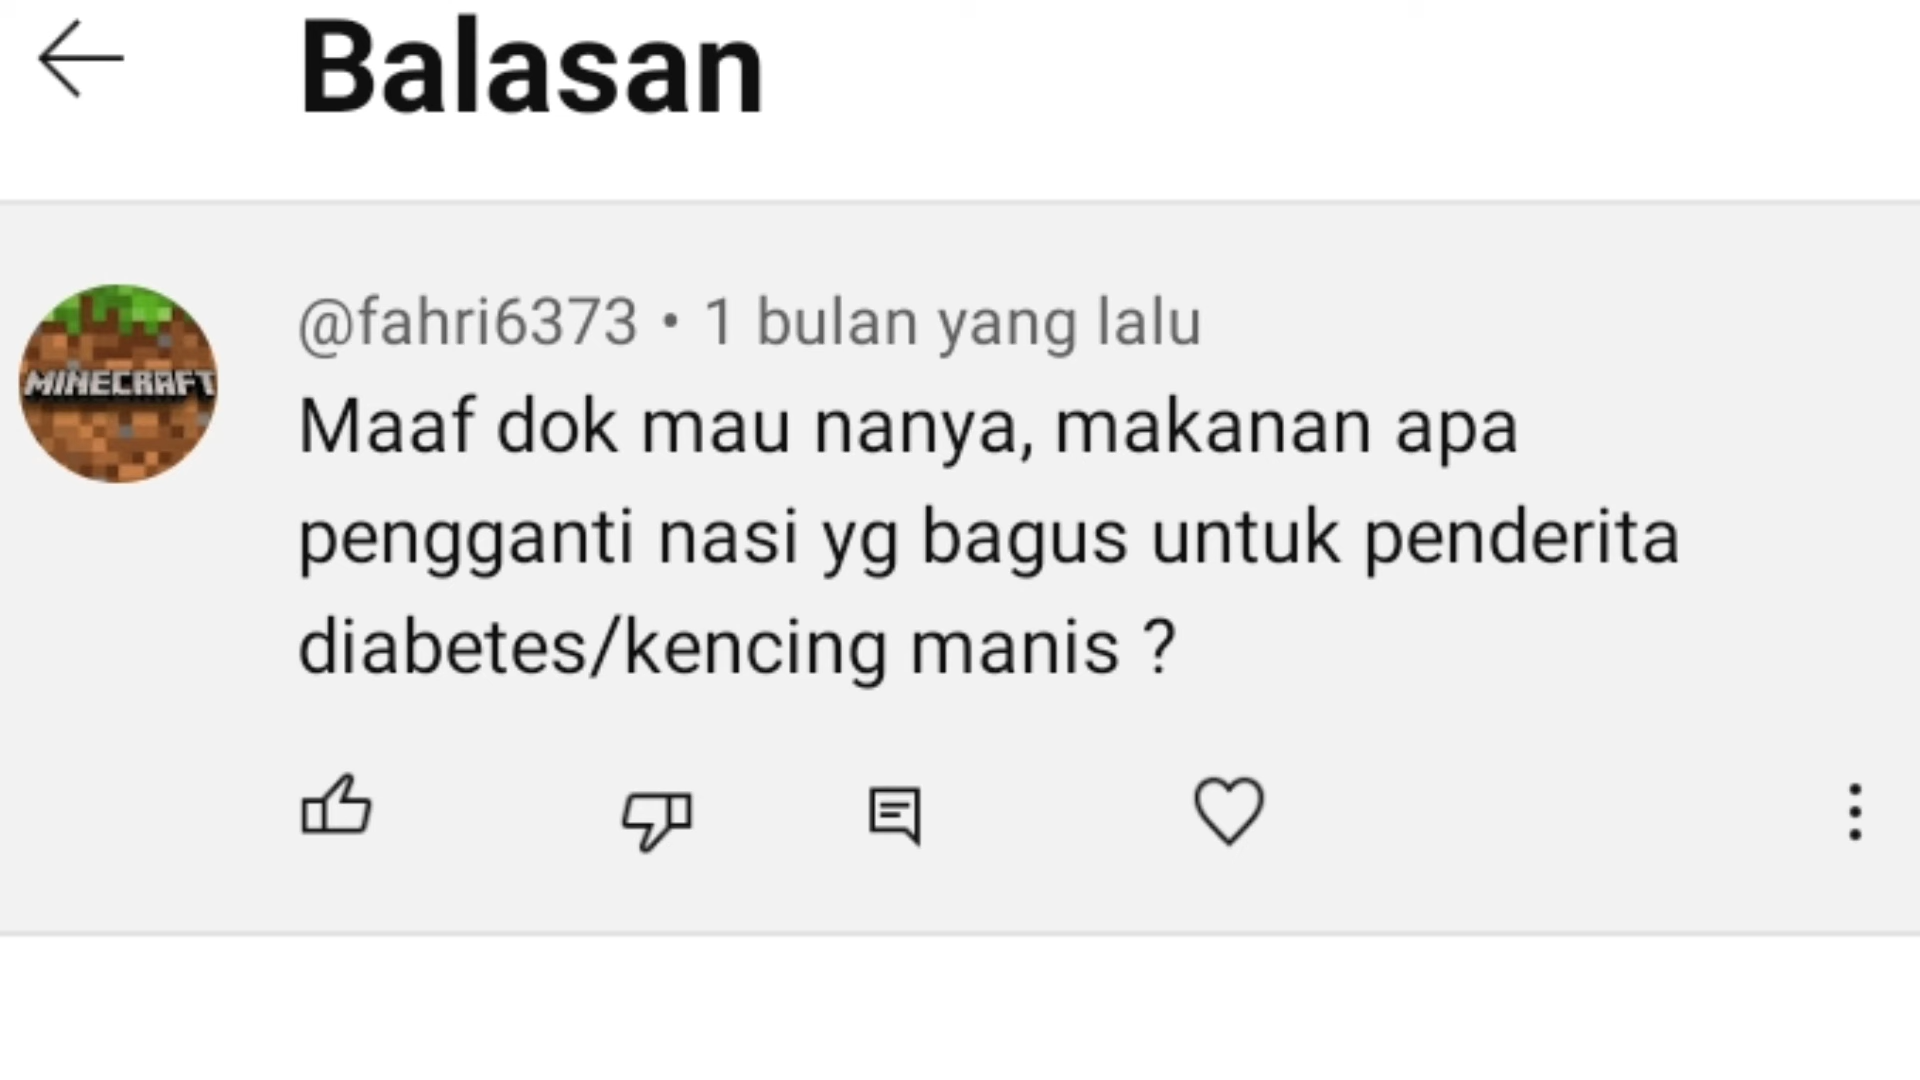 Balasan
MINECRAFT
@fahri6373 • 1 bulan yang lalu
Maaf dok mau nanya, makanan apa
pengganti nasi yg bagus untuk penderita
diabetes/kencing manis ?